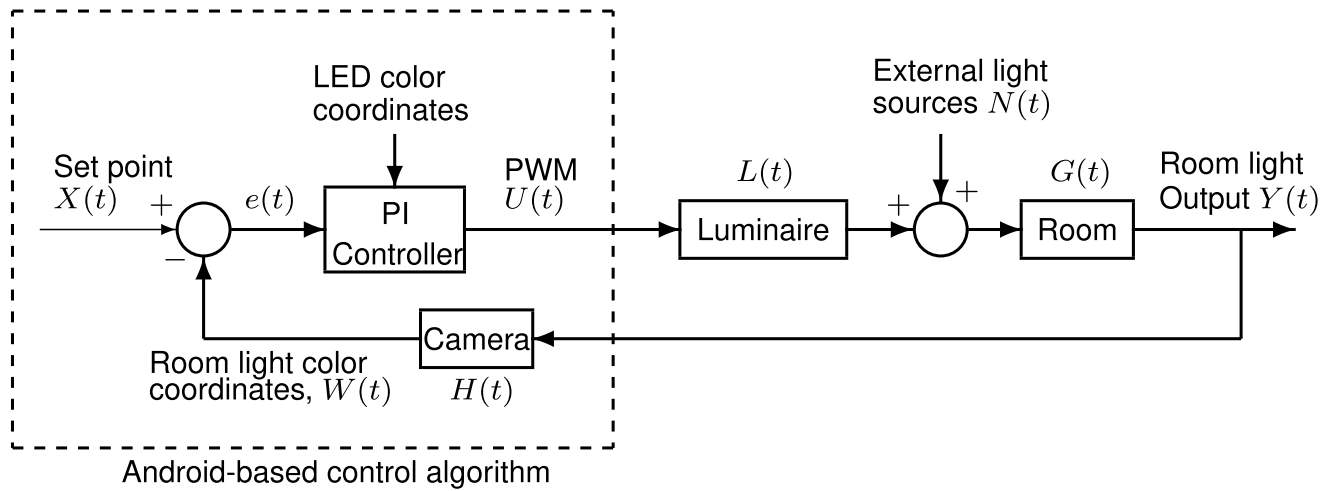 LED color
coordinates
External light
sources N(t)
Set point
X(t)
+
−
e(t)
PI
Controller
PWM
U(t)
L(t)
Luminaire
+
+
G(t)
Room
Room light
Output Y(t)
Camera
H(t)
Room light color
coordinates, W(t)
Android-based control algorithm